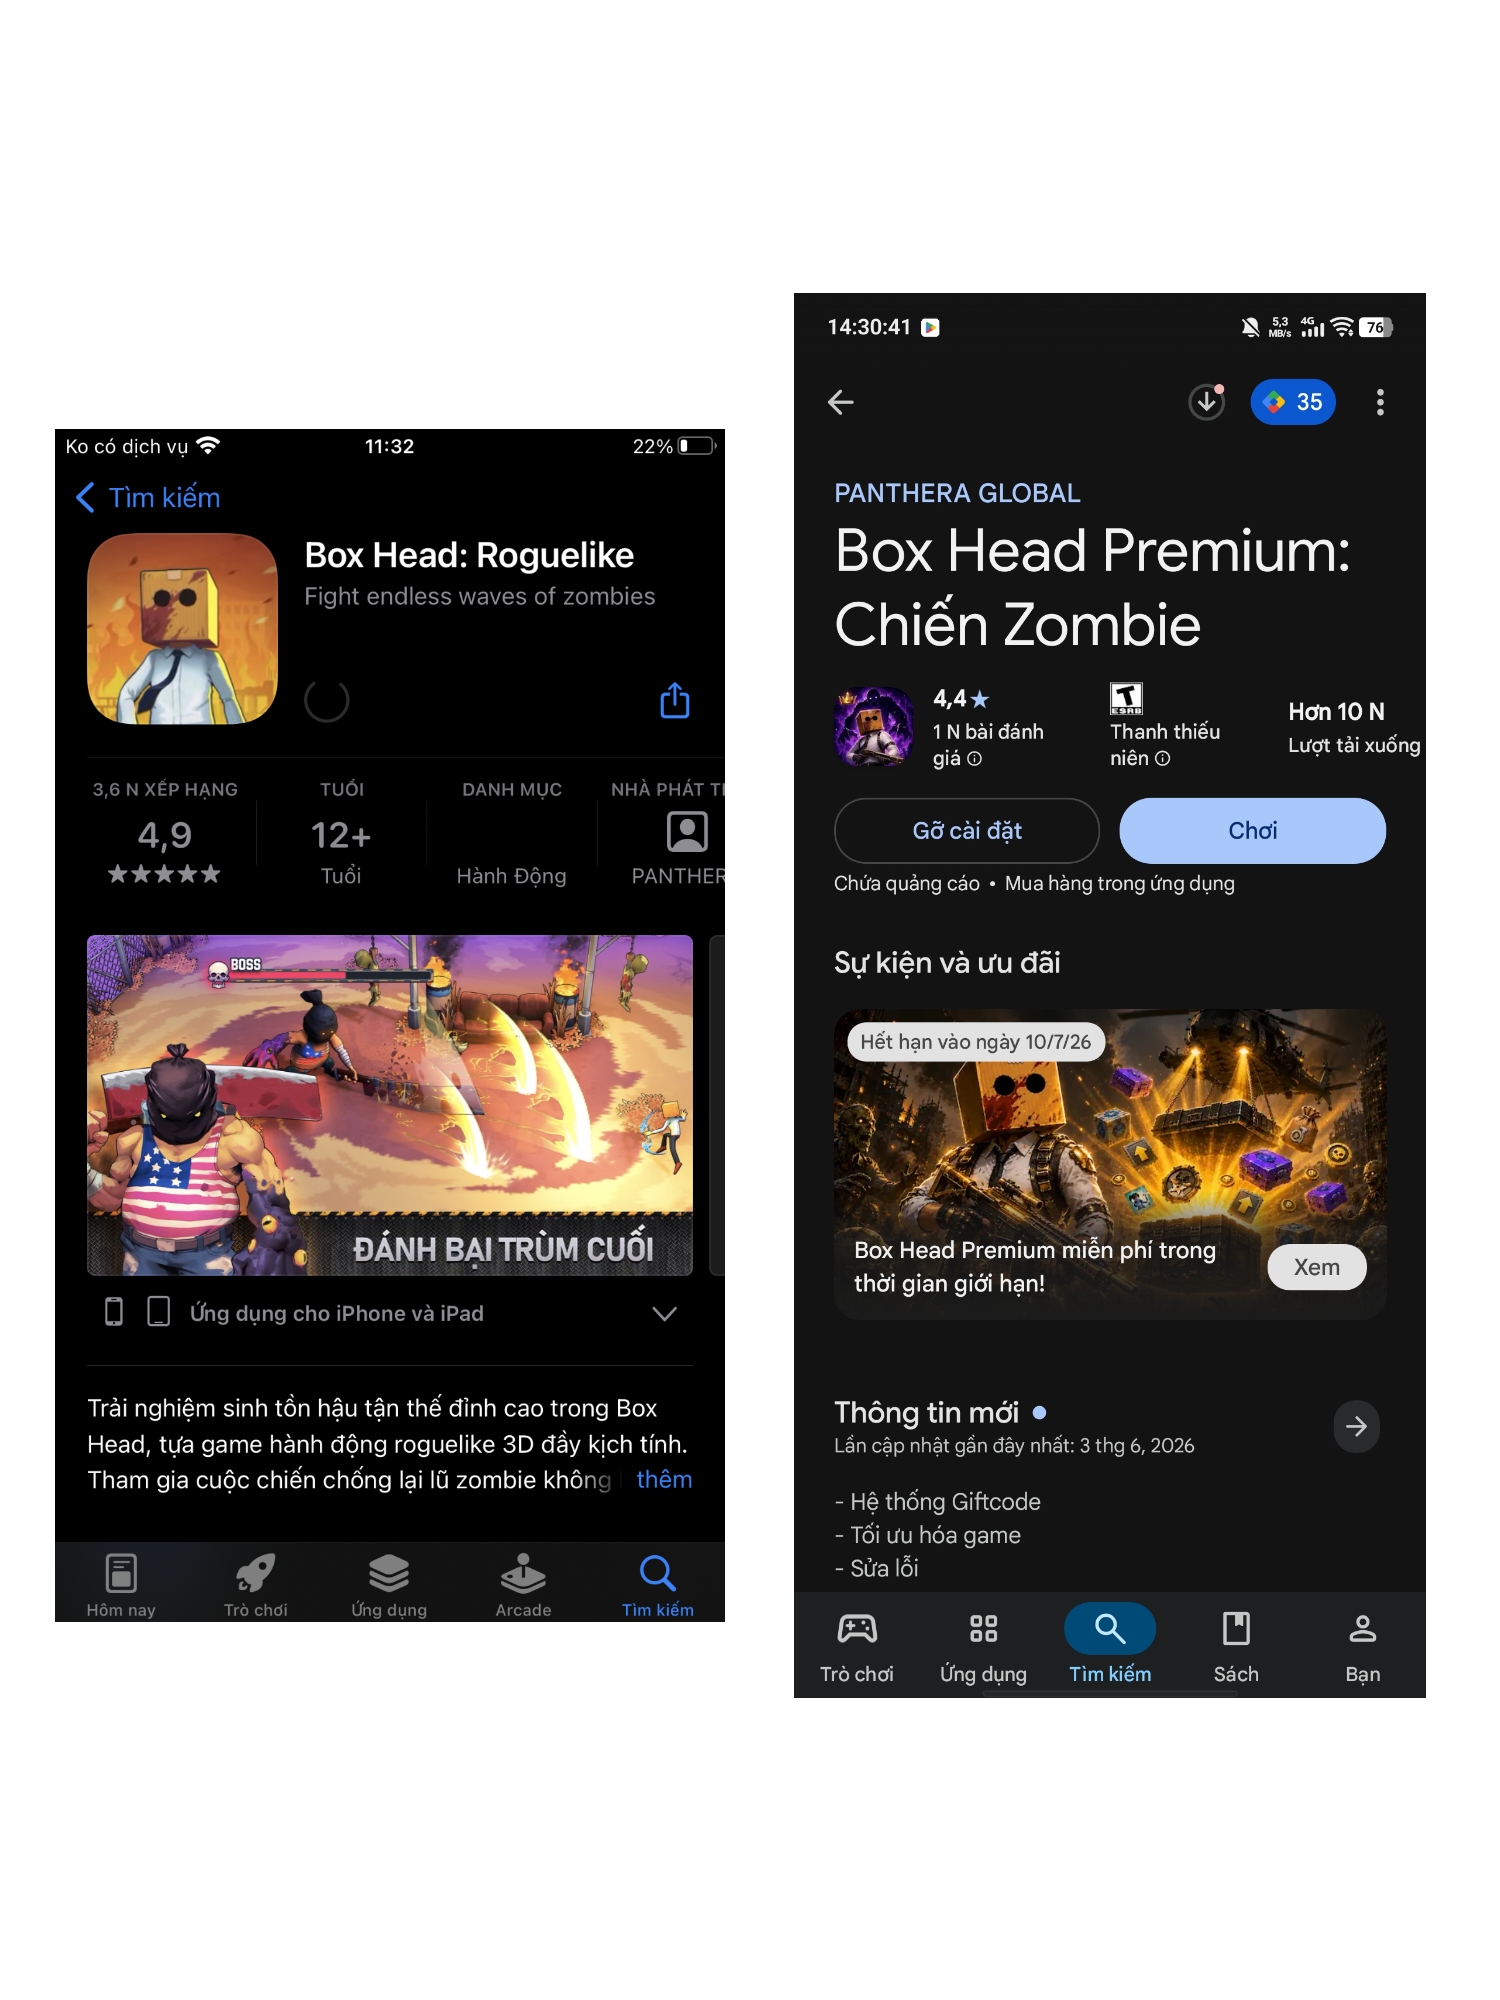 Ko có dịch vụ
11:32
22%
Tìm kiếm
Box Head: Roguelike
Fight endless waves of zombies
3,6 N XẾP HẠNG
TUỔI
DANH MỤC
NHÀ PHÁT TI
4,9
12+
Tuổi
Hành Động
PANTHER
BOSS
ĐÁNH BẠI TRÙM CUỐI
Ứng dụng cho iPhone và iPad
Trải nghiệm sinh tồn hậu tận thế đỉnh cao trong Box
Head, tựa game hành động roguelike 3D đầy kịch tính.
Tham gia cuộc chiến chống lại lũ zombie không
thêm
Hôm nay
Trò chơi
Ứng dụng
Arcade
Tìm kiếm
14:30:41
5,3
MB/s
4G
76
35
PANTHERA GLOBAL
Box Head Premium:
Chiến Zombie
4,4★
1 N bài đánh
giá
T
ESRB
Thanh thiếu
niên
Hơn 10 N
Lượt tải xuống
Gỡ cài đặt
Chơi
Chứa quảng cáo • Mua hàng trong ứng dụng
Sự kiện và ưu đãi
Hết hạn vào ngày 10/7/26
Box Head Premium miễn phí trong
thời gian giới hạn!
Xem
Thông tin mới
Lần cập nhật gần đây nhất: 3 thg 6, 2026
- Hệ thống Giftcode
- Tối ưu hóa game
- Sửa lỗi
Trò chơi
Ứng dụng
Tìm kiếm
Sách
Bạn